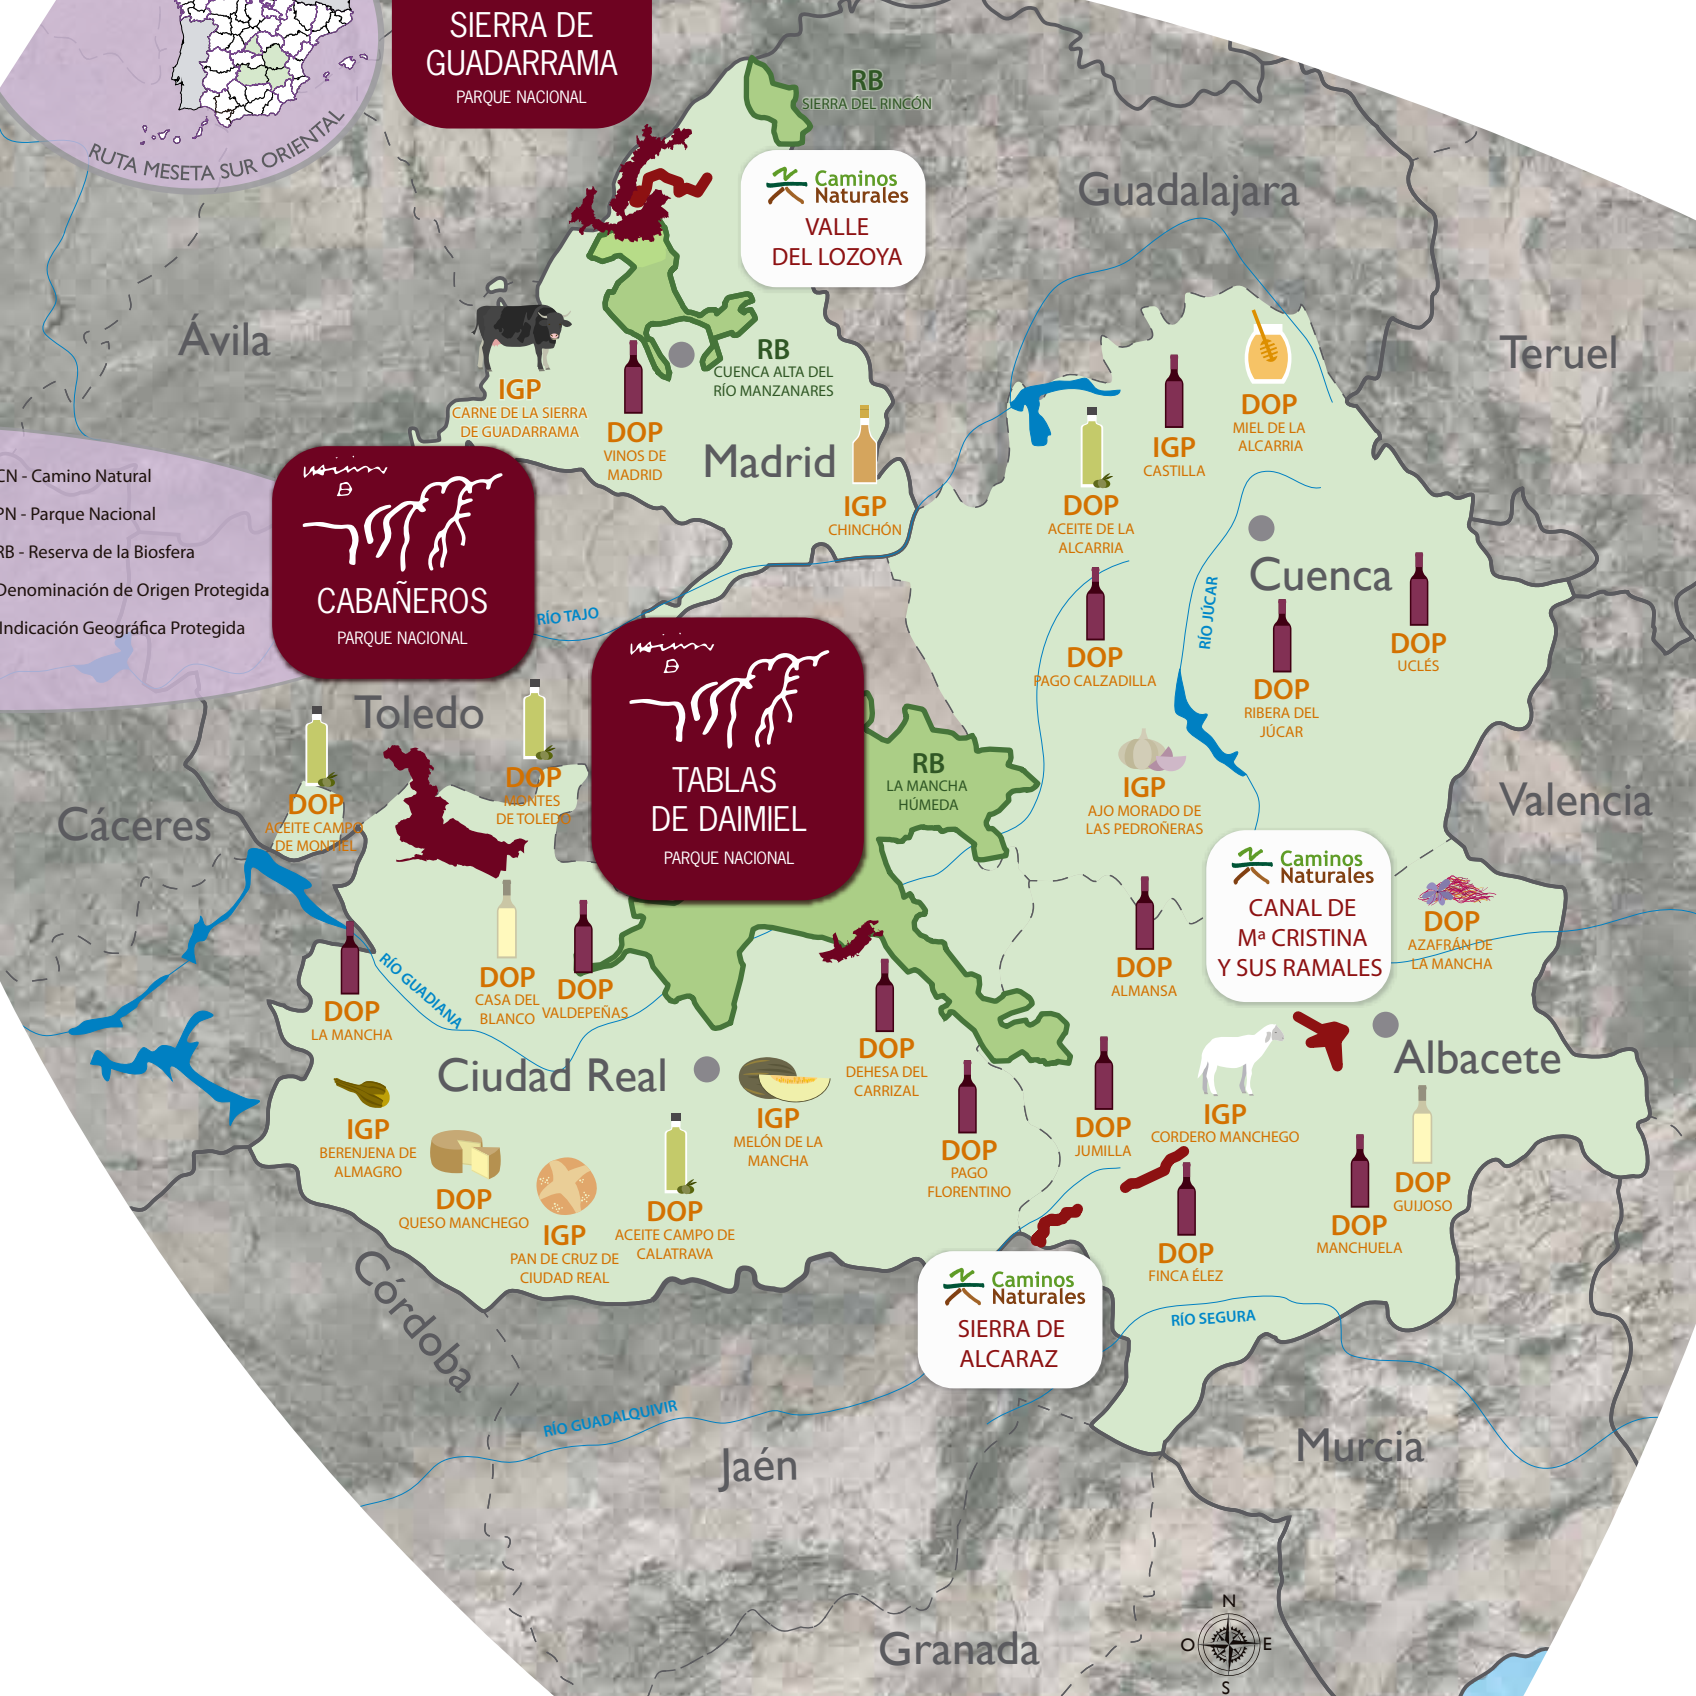 SIERRA DE
GUADARRAMA
PARQUE NACIONAL
RUTA MESETA SUR ORIENTAL
RB
SIERRA DEL RINCÓN
Caminos
Naturales
VALLE
DEL LOZOYA
Guadalajara
Ávila
Teruel
RB
CUENCA ALTA DEL
RÍO MANZANARES
IGP
CARNE DE LA SIERRA
DE GUADARRAMA
DOP
VINOS DE
MADRID
Madrid
IGP
CHINCHÓN
DOP
MIEL DE LA
ALCARRIA
IGP
CASTILLA
DOP
ACEITE DE LA
ALCARRIA
CN - Camino Natural
PN - Parque Nacional
RB - Reserva de la Biosfera
Denominación de Origen Protegida
Indicación Geográfica Protegida
CABAÑEROS
PARQUE NACIONAL
RÍO TAJO
Cuenca
RÍO JÚCAR
DOP
PAGO CALZADILLA
DOP
UCLÉS
DOP
RIBERA DEL
JÚCAR
Toledo
TABLAS
DE DAIMIEL
PARQUE NACIONAL
DOP
MONTES
DE TOLEDO
DOP
ACEITE CAMPO
DE MONTIEL
Cáceres
RB
LA MANCHA
HÚMEDA
IGP
AJO MORADO DE
LAS PEDROÑERAS
Valencia
Caminos
Naturales
CANAL DE
Mª CRISTINA
Y SUS RAMALES
DOP
AZAFRÁN DE
LA MANCHA
DOP
ALMANSA
RÍO GUADIANA
DOP
LA MANCHA
DOP
CASA DEL
BLANCO
DOP
VALDEPEÑAS
Ciudad Real
DOP
DEHESA DEL
CARRIZAL
Albacete
IGP
BERENJENA DE
ALMAGRO
IGP
MELÓN DE LA
MANCHA
DOP
PAGO
FLORENTINO
DOP
JUMILLA
IGP
CORDERO MANCHEGO
DOP
QUESO MANCHEGO
IGP
PAN DE CRUZ DE
CIUDAD REAL
DOP
ACEITE CAMPO DE
CALATRAVA
DOP
FINCA ÉLEZ
DOP
MANCHUELA
DOP
GUIJOSO
Córdoba
Caminos
Naturales
SIERRA DE
ALCARAZ
RÍO SEGURA
RÍO GUADALQUIVIR
Jaén
Murcia
Granada
N
O
E
S